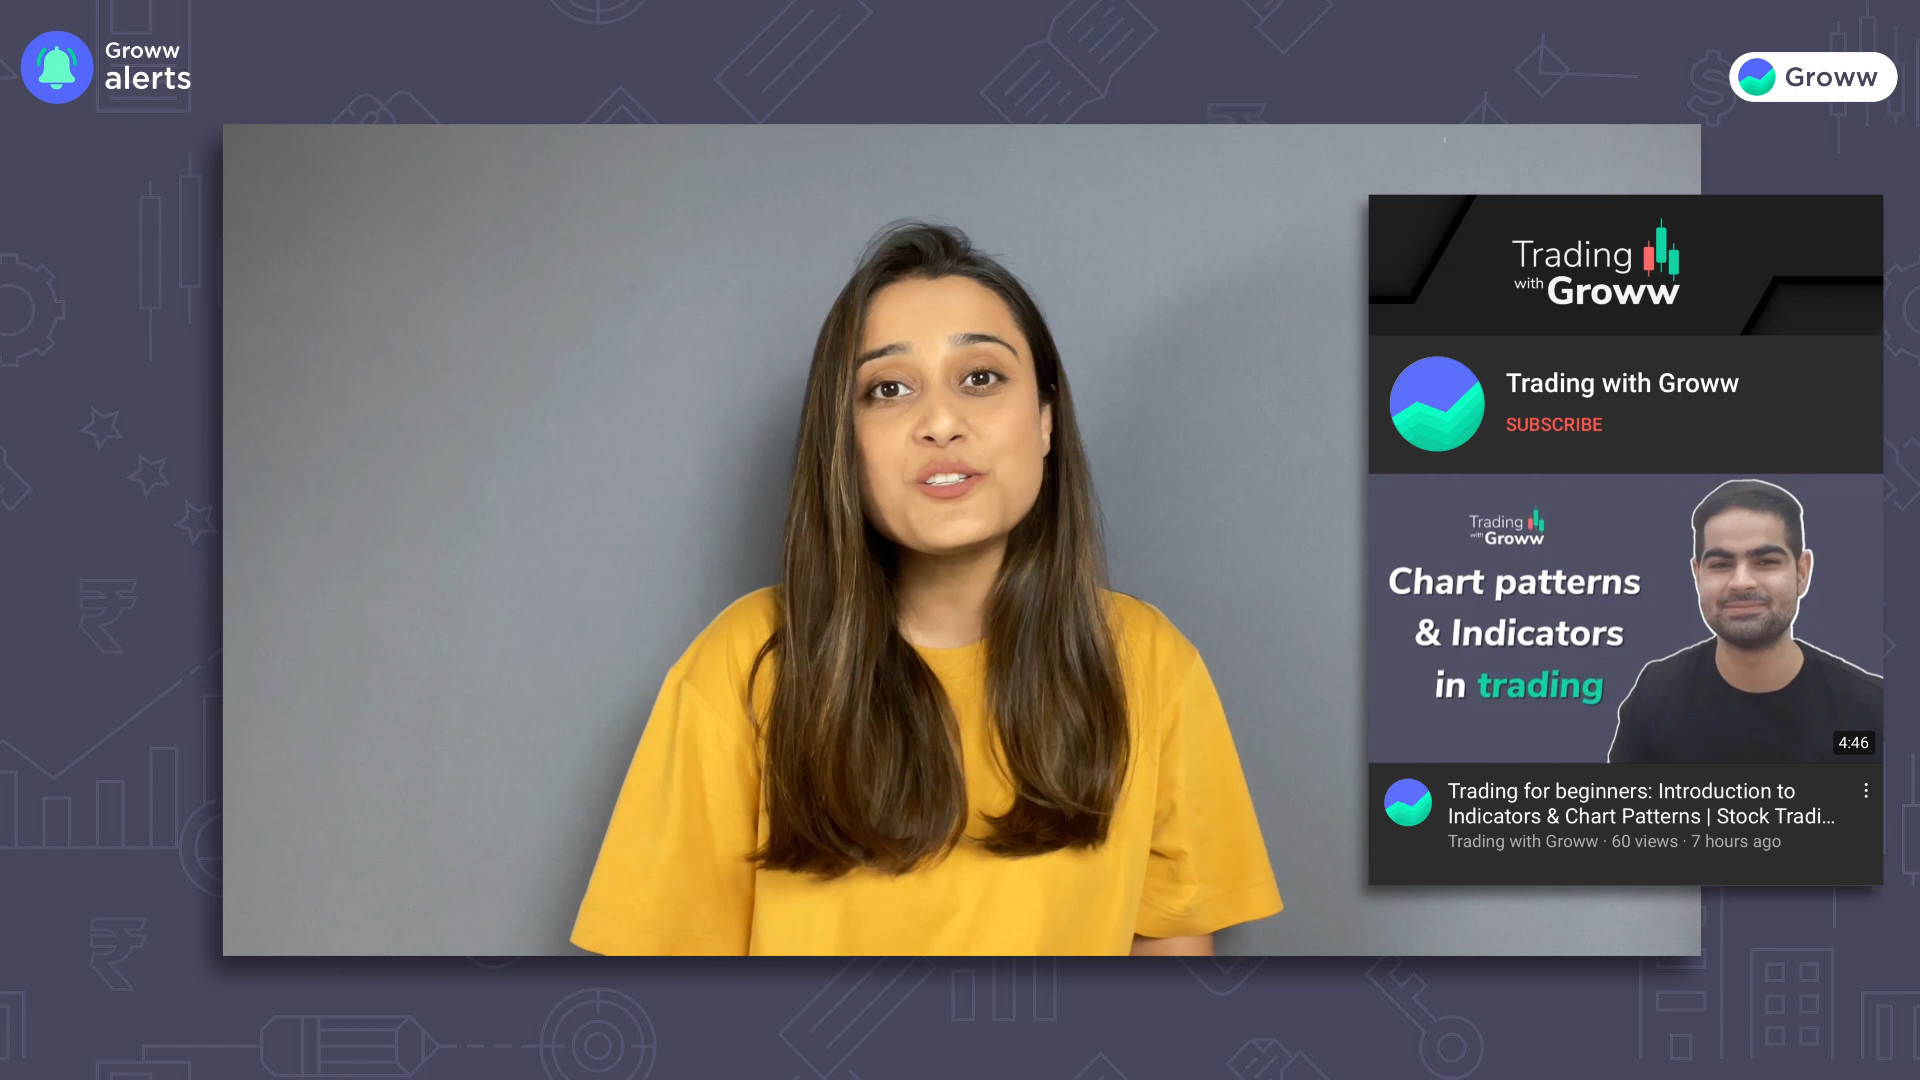 Groww
alerts
Groww
Trading
with Groww
Trading with Groww
SUBSCRIBE
Trading
with Groww
Chart patterns
& Indicators
in trading
4:46
Trading for beginners: Introduction to
Indicators & Chart Patterns | Stock Tradi...
Trading with Groww · 60 views · 7 hours ago